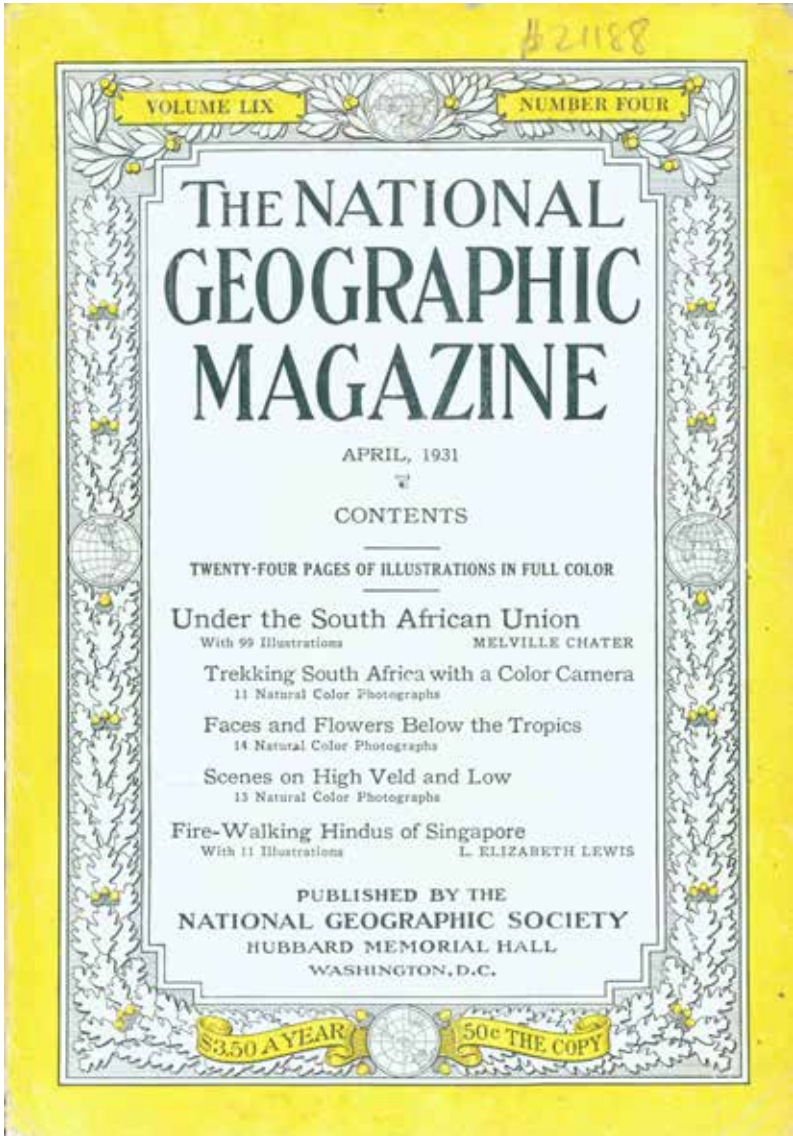 $21188
VOLUME LIX
NUMBER FOUR
THE NATIONAL
GEOGRAPHIC
MAGAZINE
APRIL, 1931
CONTENTS
TWENTY-FOUR PAGES OF ILLUSTRATIONS IN FULL COLOR
Under the South African Union
With 99 Illustrations MELVILLE CHATER
Trekking South Africa with a Color Camera
11 Natural Color Photographs
Faces and Flowers Below the Tropics
14 Natural Color Photographs
Scenes on High Veld and Low
13 Natural Color Photographs
Fire-Walking Hindus of Singapore
With 11 Illustrations L. ELIZABETH LEWIS
PUBLISHED BY THE
NATIONAL GEOGRAPHIC SOCIETY
HUBBARD MEMORIAL HALL
WASHINGTON, D.C.
$3.50 A YEAR
50c THE COPY